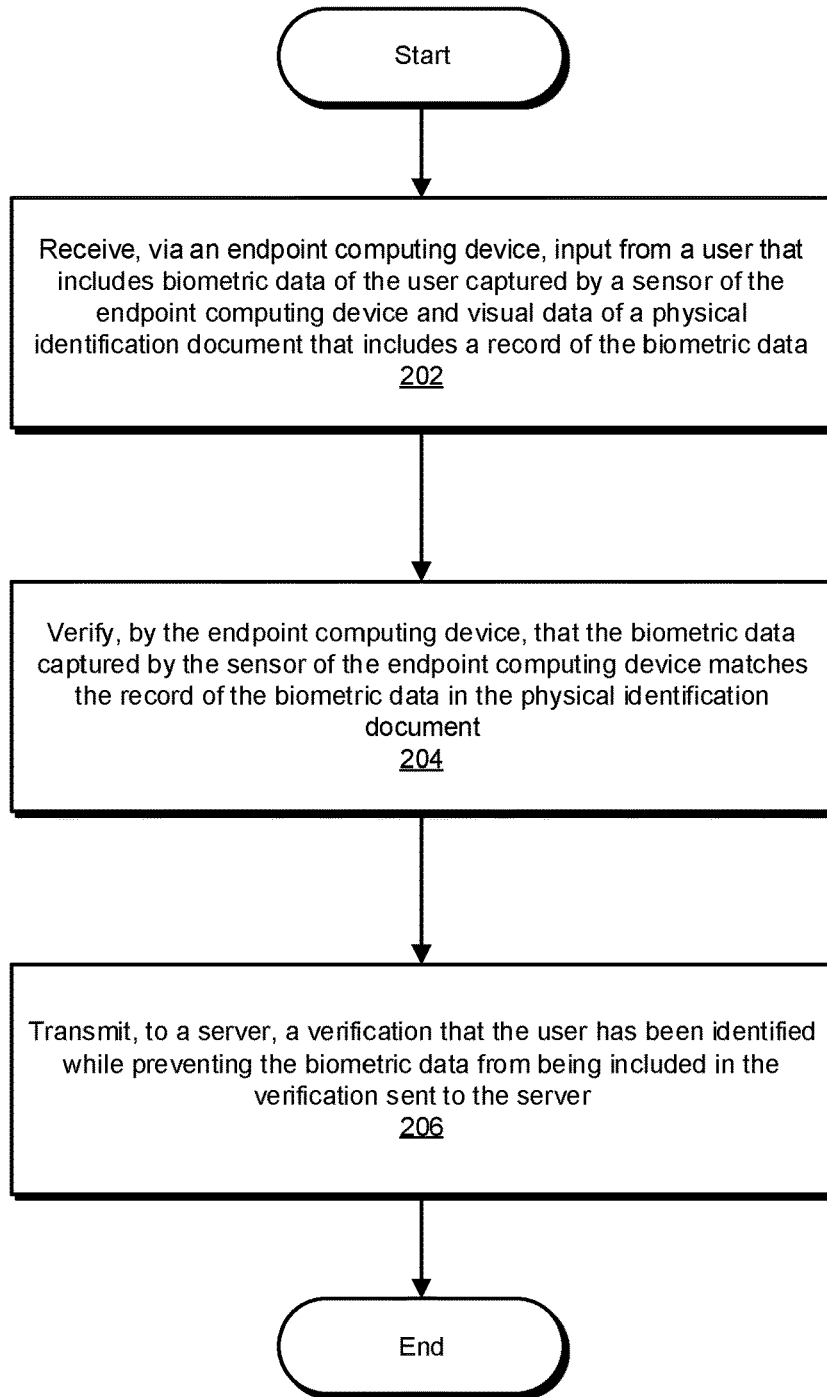 Start
Receive, via an endpoint computing device, input from a user that
includes biometric data of the user captured by a sensor of the
endpoint computing device and visual data of a physical
identification document that includes a record of the biometric data
202
Verify, by the endpoint computing device, that the biometric data
captured by the sensor of the endpoint computing device matches
the record of the biometric data in the physical identification
document
204
Transmit, to a server, a verification that the user has been identified
while preventing the biometric data from being included in the
verification sent to the server
206
End